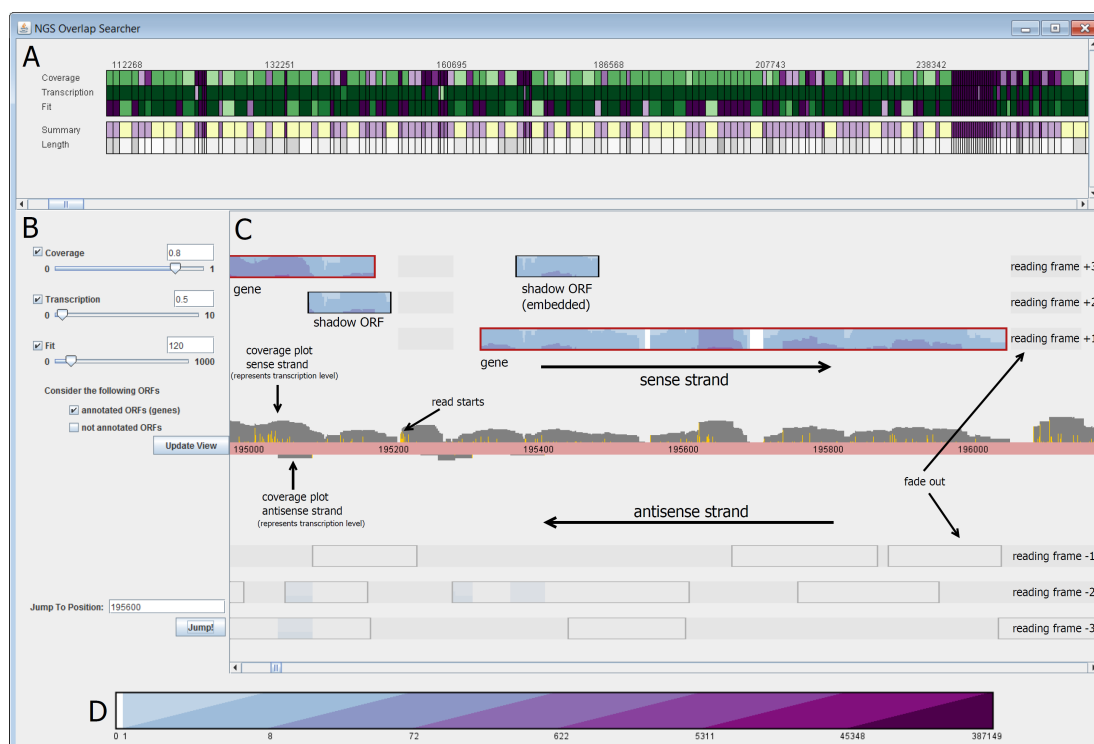 NGS Overlap Searcher
A
112268 132251 160695 186568 207743 238342
Coverage
Transcription
Fit
Summary
Length
B
Coverage 0.8
0 1
Transcription 0.5
0 10
Fit 120
0 1000
Consider the following ORFs
annotated ORFs (genes)
not annotated ORFs
Update View
Jump To Position: 195600
Jump!
C
reading frame +3
gene
shadow ORF
(embedded)
reading frame +2
shadow ORF
reading frame +1
gene
coverage plot
sense strand
(represents transcription level)
sense strand
read starts
195000 195200 195400 195600 195800 196000
fade out
coverage plot
antisense strand
(represents transcription level)
antisense strand
reading frame -1
reading frame -2
reading frame -3
D
0 1 8 72 622 5311 45348 387149